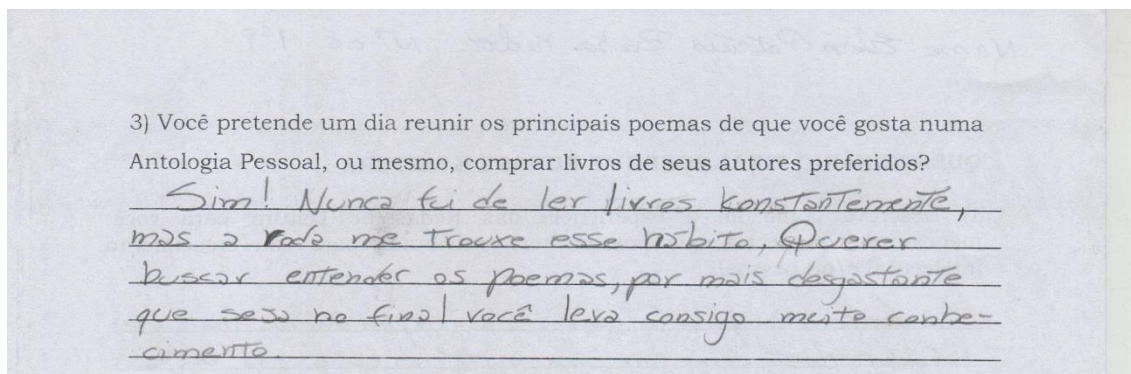 3) Você pretende um dia reunir os principais poemas de que você gosta numa
Antologia Pessoal, ou mesmo, comprar livros de seus autores preferidos?
Sim! Nunca fui de ler livros konstantemente,
mas a roda me trouxe esse hábito, Querer
buscar entender os poemas, por mais desgastante
que seja no final você leva consigo muito conhe-
cimento.